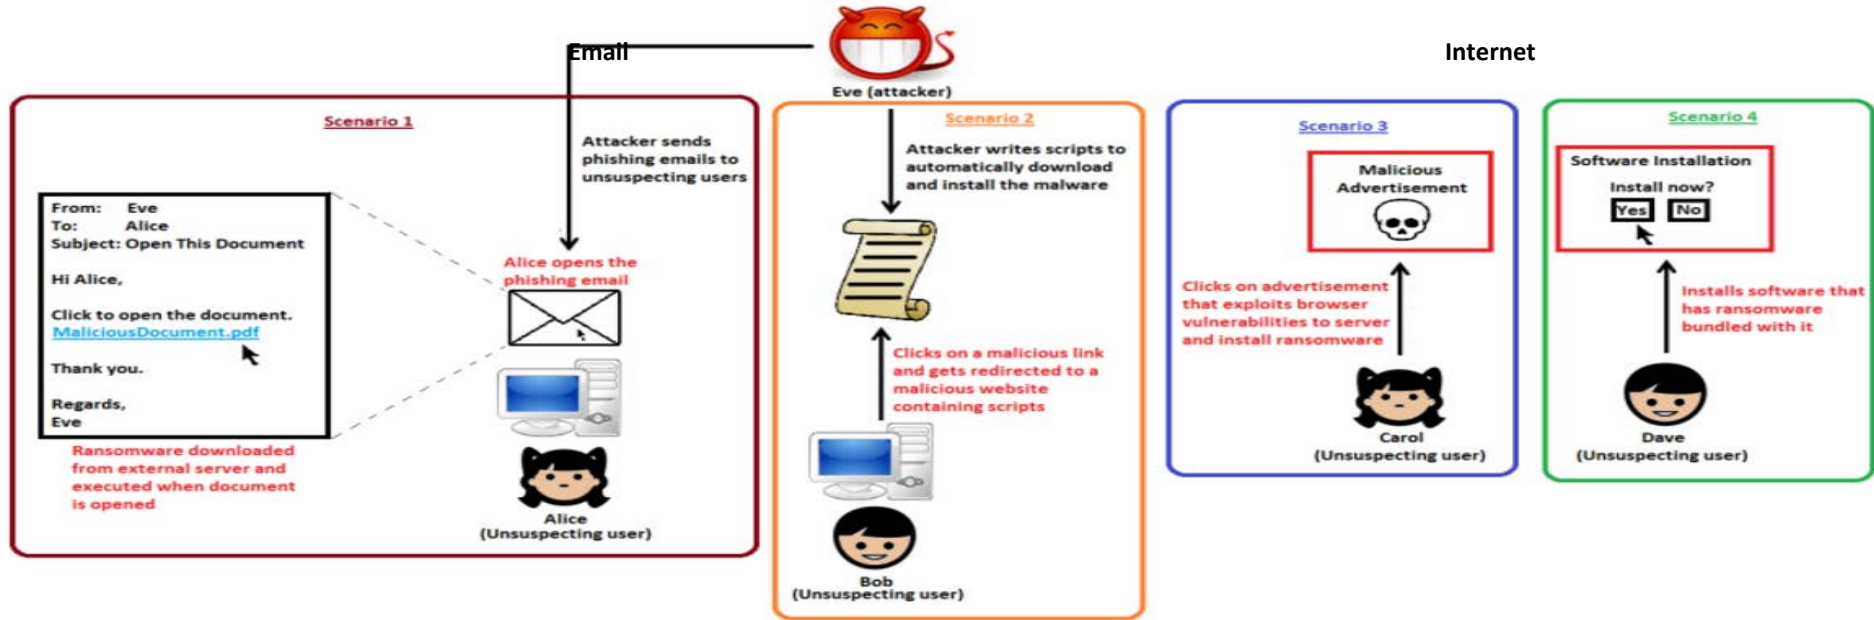 Email
Internet
Eve (attacker)
Scenario 1
Attacker sends
phishing emails to
unsuspecting users
From: Eve
To: Alice
Subject: Open This Document
Hi Alice,
Click to open the document.
MaliciousDocument.pdf
Thank you.
Regards,
Eve
Ransomware downloaded
from external server and
executed when document
is opened
Alice opens the
phishing email
Alice
(Unsuspecting user)
Scenario 2
Attacker writes scripts to
automatically download
and install the malware
Clicks on a malicious link
and gets redirected to a
malicious website
containing scripts
Bob
(Unsuspecting user)
Scenario 3
Malicious
Advertisement
Clicks on advertisement
that exploits browser
vulnerabilities to server
and install ransomware
Carol
(Unsuspecting user)
Scenario 4
Software Installation
Install now?
Yes No
Installs software that
has ransomware
bundled with it
Dave
(Unsuspecting user)